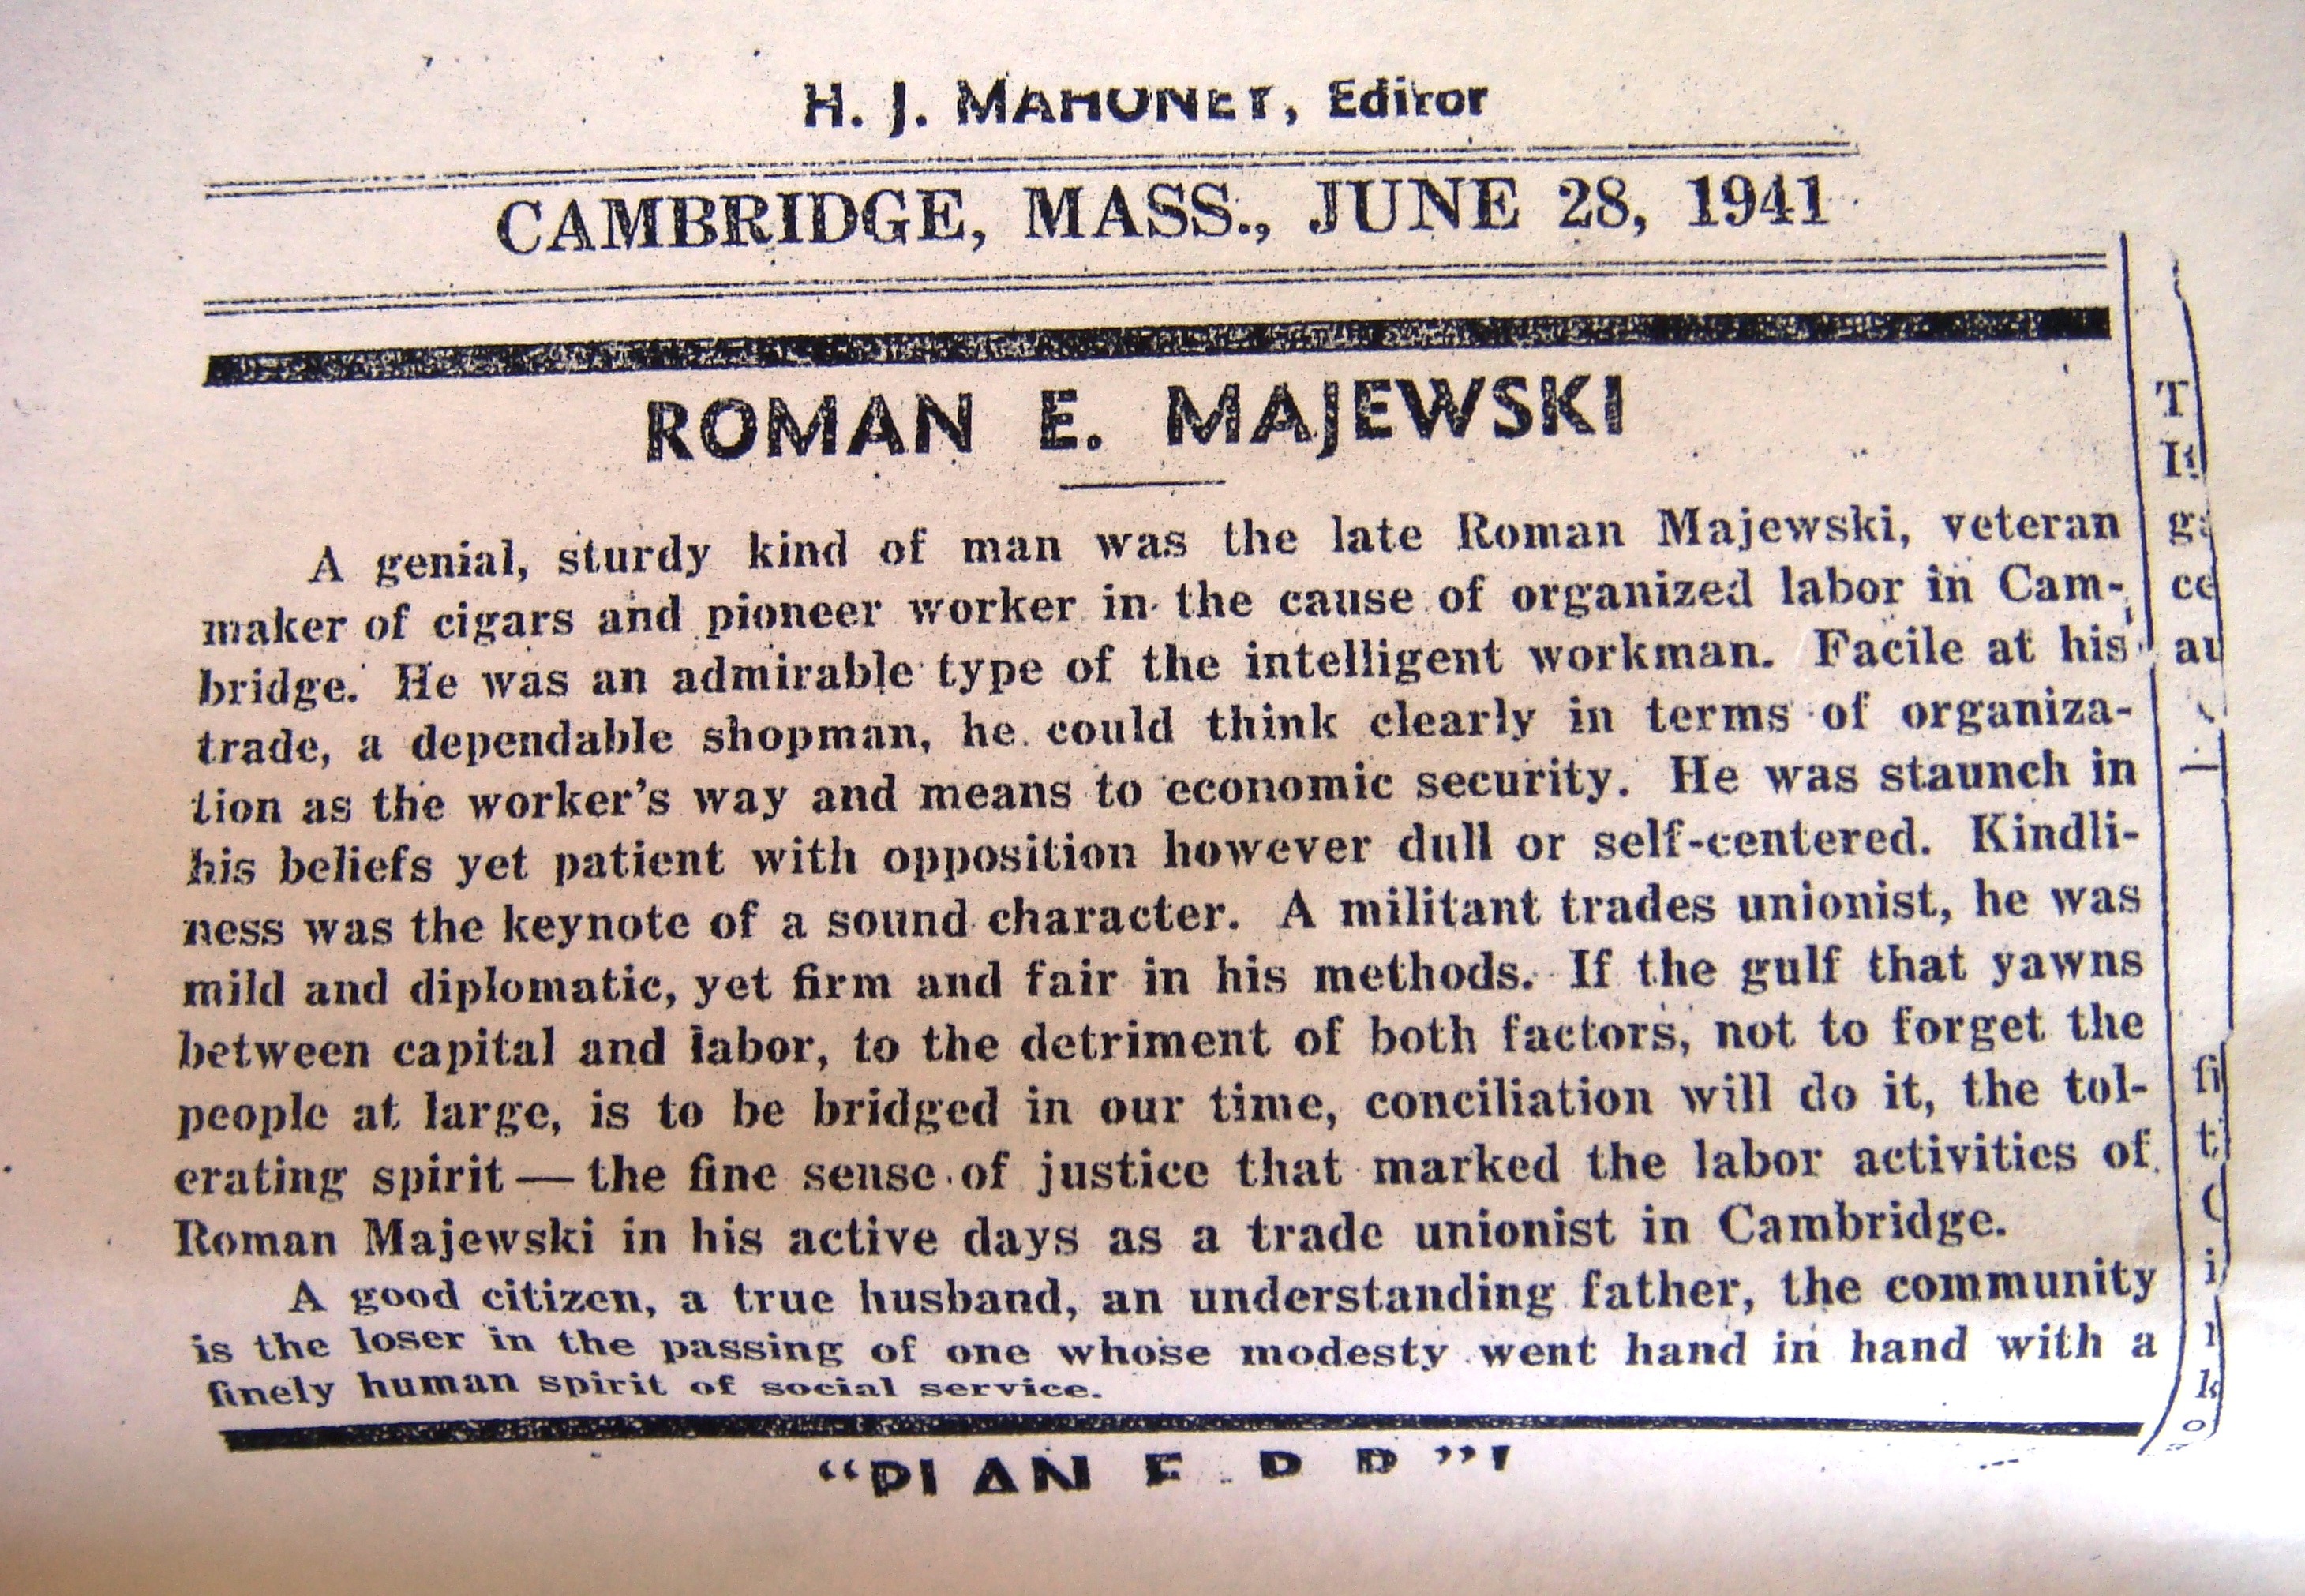 H. J. MAHONEY, Editor
CAMBRIDGE, MASS., JUNE 28, 1941
ROMAN E. MAJEWSKI
A genial, sturdy kind of man was the late Roman Majewski, veteran
maker of cigars and pioneer worker in the cause of organized labor in Cam-
bridge. He was an admirable type of the intelligent workman. Facile at his
trade, a dependable shopman, he could think clearly in terms of organiza-
tion as the worker's way and means to economic security. He was staunch in
his beliefs yet patient with opposition however dull or self-centered. Kindli-
ness was the keynote of a sound character. A militant trades unionist, he was
mild and diplomatic, yet firm and fair in his methods. If the gulf that yawns
between capital and labor, to the detriment of both factors, not to forget the
people at large, is to be bridged in our time, conciliation will do it, the tol-
erating spirit — the fine sense of justice that marked the labor activities of
Roman Majewski in his active days as a trade unionist in Cambridge.
A good citizen, a true husband, an understanding father, the community
is the loser in the passing of one whose modesty went hand in hand with a
finely human spirit of social service.
"PLAN E